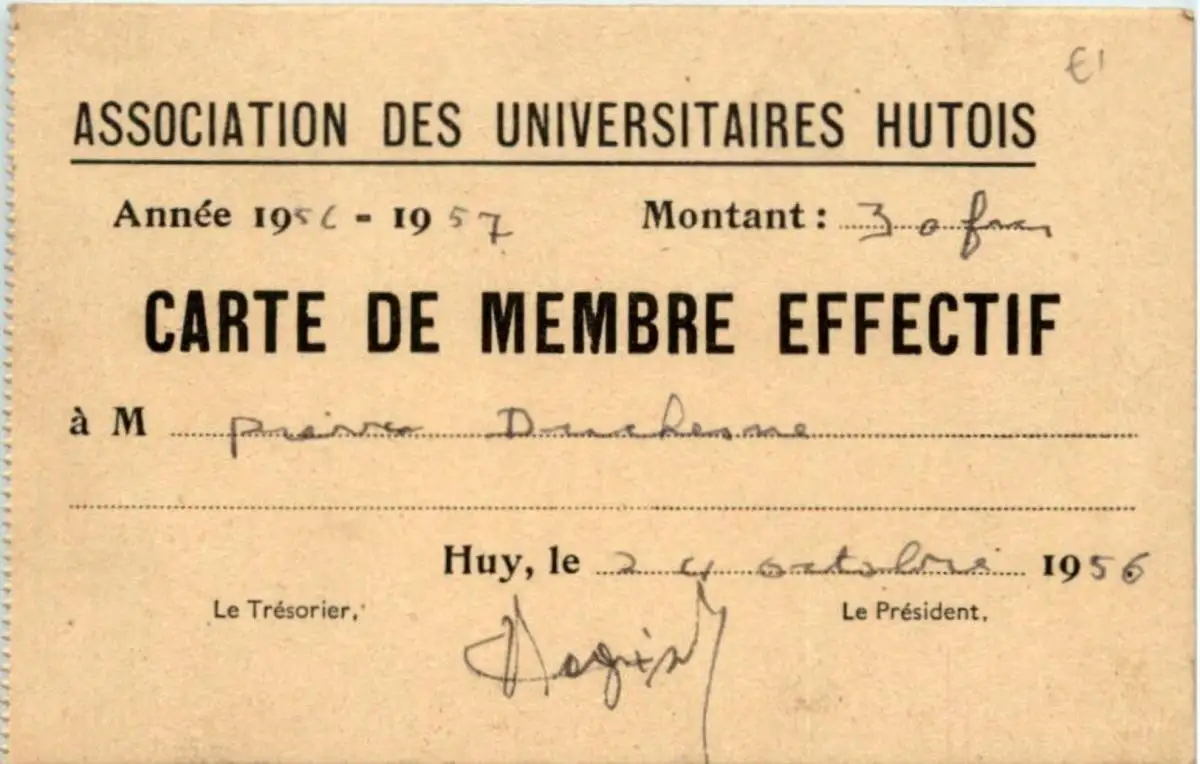 €1
ASSOCIATION DES UNIVERSITAIRES HUTOIS
Année 1956 - 1957 Montant : 30 frs
CARTE DE MEMBRE EFFECTIF
à M Pierre Duchesne
Huy, le 24 octobre 1956
Le Trésorier, Le Président,